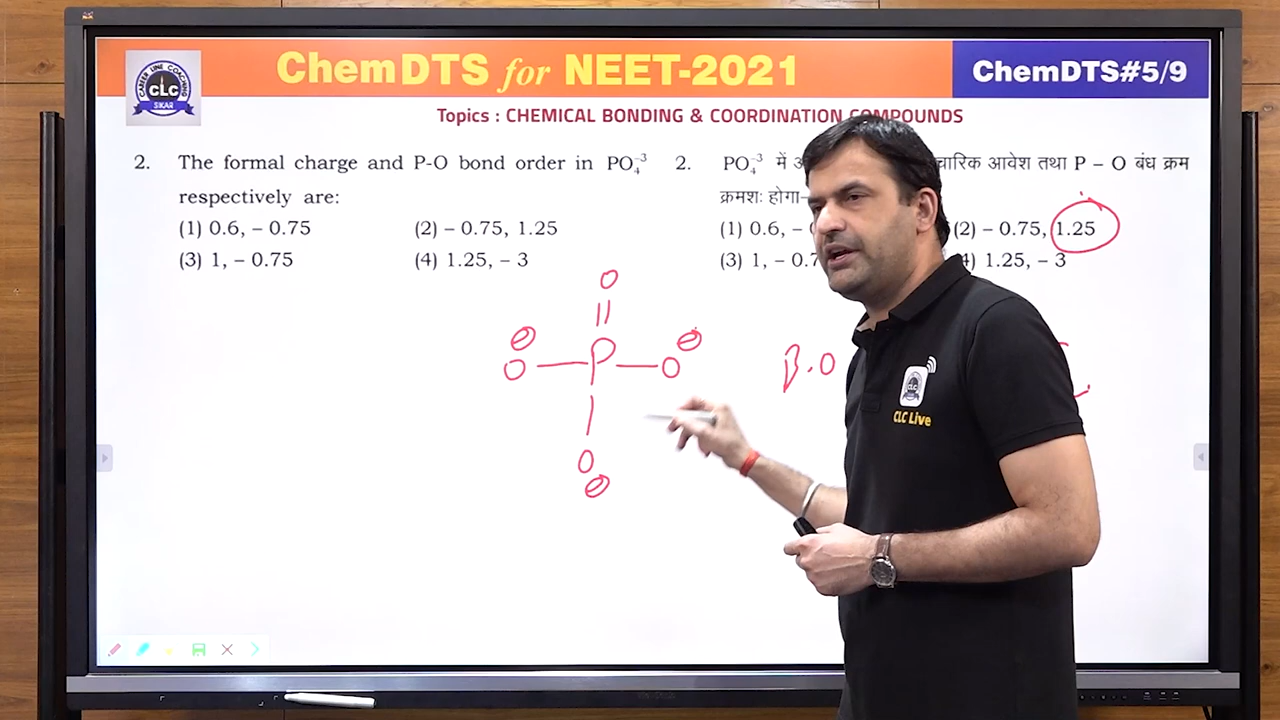 ChemDTS for NEET-2021
ChemDTS#5/9
CAREER LINE COACHING
CLC
SIKAR
Topics : CHEMICAL BONDING & COORDINATION COMPOUNDS
2. The formal charge and P-O bond order in PO₄⁻³
respectively are:
(1) 0.6, – 0.75 (2) – 0.75, 1.25
(3) 1, – 0.75 (4) 1.25, – 3
2. PO₄⁻³ में चारिक आवेश तथा P – O बंध क्रम
क्रमशः होगा–
(1) 0.6, – (2) – 0.75, 1.25
(3) 1, – 0.7 4) 1.25, – 3
O
||
⊖ ⊖
O — P — O
|
O
⊖
B.O
CLC
CLC Live